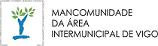 MANCOMUNIDADE
DA ÁREA
INTERMUNICIPAL DE VIGO